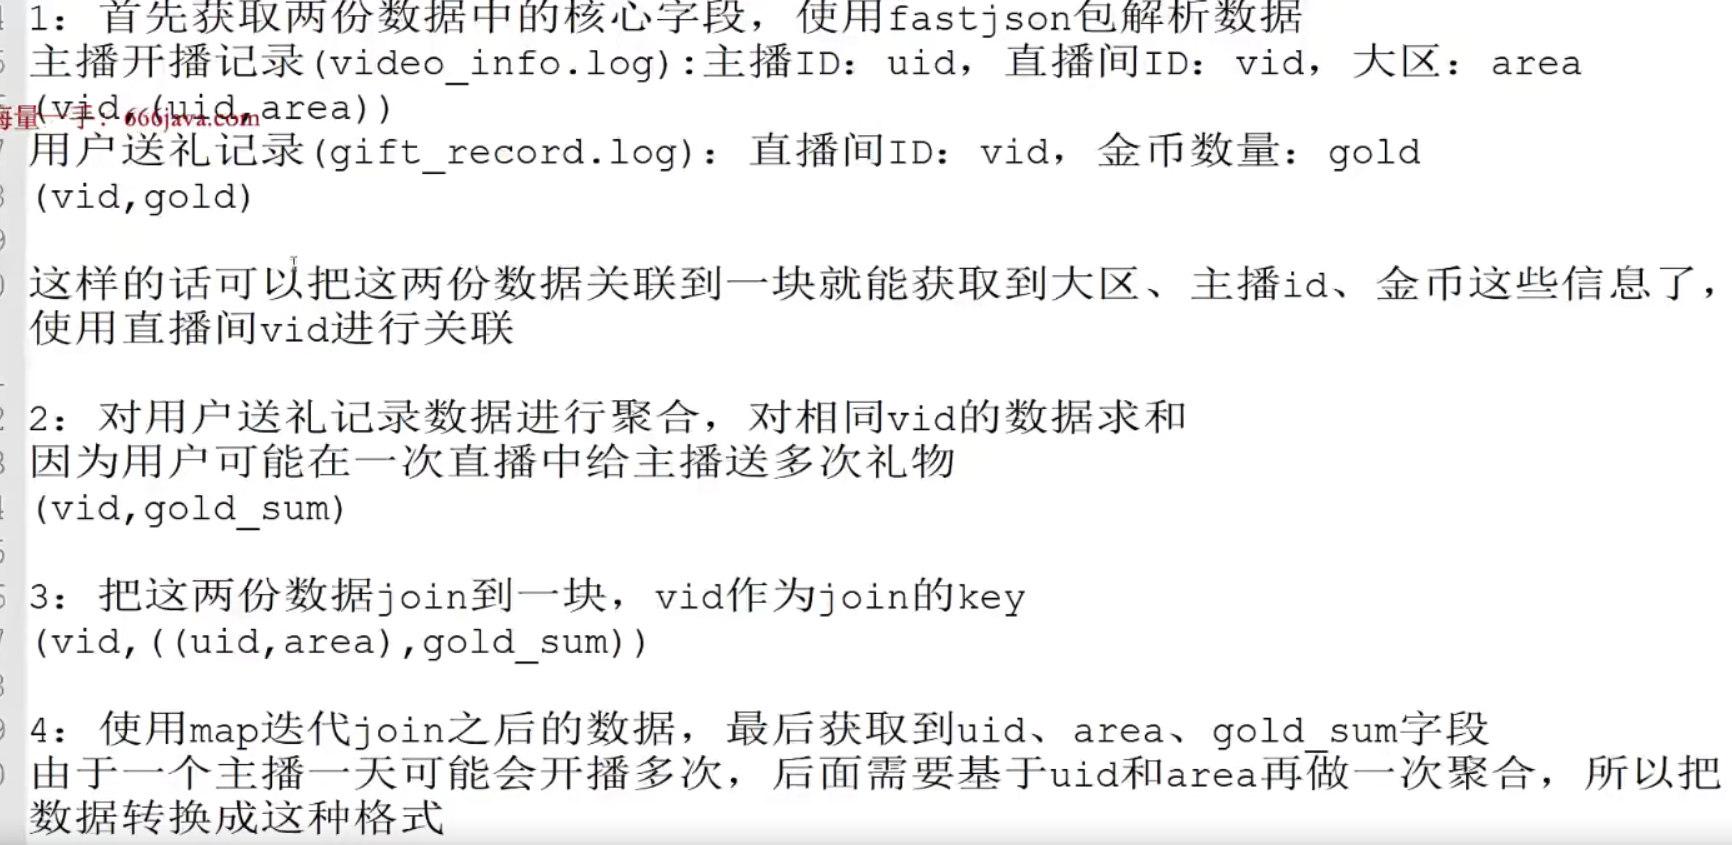 1：首先获取两份数据中的核心字段，使用fastjson包解析数据
主播开播记录(video_info.log):主播ID：uid，直播间ID：vid，大区：area
(vid,(uid,area))
海量一手：666java.com
用户送礼记录(gift_record.log)：直播间ID：vid，金币数量：gold
(vid,gold)
这样的话可以把这两份数据关联到一块就能获取到大区、主播id、金币这些信息了，
使用直播间vid进行关联
2：对用户送礼记录数据进行聚合，对相同vid的数据求和
因为用户可能在一次直播中给主播送多次礼物
(vid,gold_sum)
3：把这两份数据join到一块，vid作为join的key
(vid,((uid,area),gold_sum))
4：使用map迭代join之后的数据，最后获取到uid、area、gold_sum字段
由于一个主播一天可能会开播多次，后面需要基于uid和area再做一次聚合，所以把
数据转换成这种格式